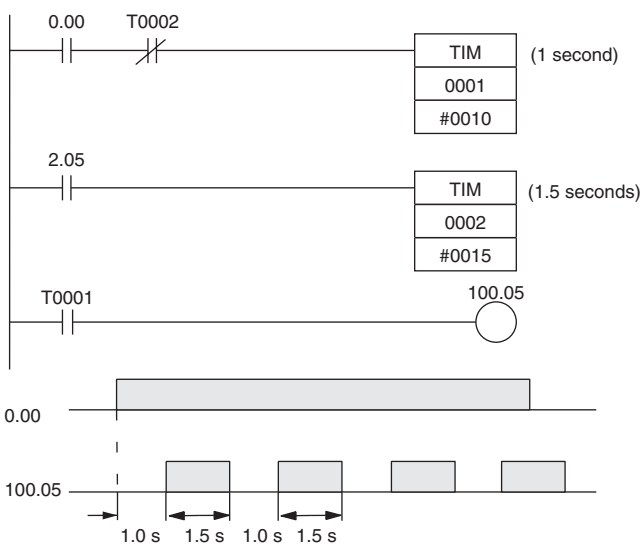 0.00 T0002
TIM (1 second)
0001
#0010
2.05
TIM (1.5 seconds)
0002
#0015
T0001 100.05
0.00
100.05
1.0 s 1.5 s 1.0 s 1.5 s